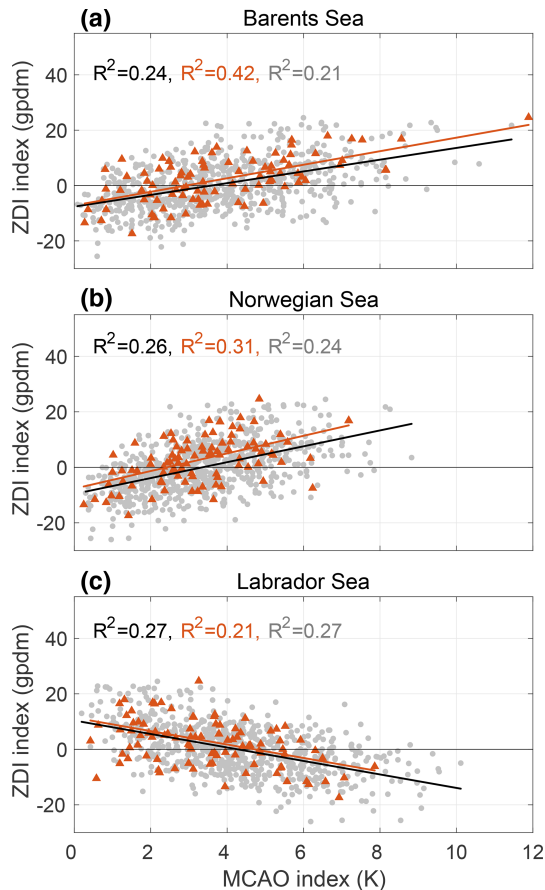 (a) Barents Sea
R²=0.24, R²=0.42, R²=0.21
ZDI index (gpdm)
40
20
0
-20
(b) Norwegian Sea
R²=0.26, R²=0.31, R²=0.24
ZDI index (gpdm)
40
20
0
-20
(c) Labrador Sea
R²=0.27, R²=0.21, R²=0.27
ZDI index (gpdm)
40
20
0
-20
0 2 4 6 8 10 12
MCAO index (K)